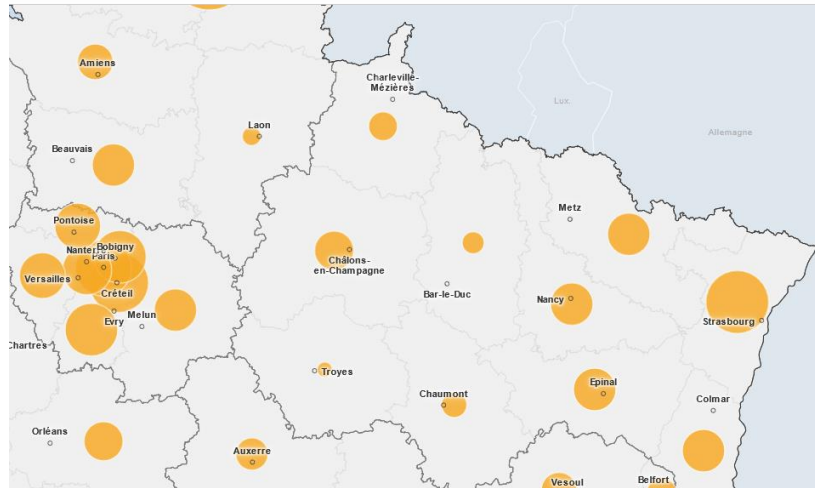 Amiens
Charleville-
Mézières
Lux.
Laon
Allemagne
Beauvais
Metz
Pontoise
Bobigny
Nanterre
Paris
Châlons-
en-Champagne
Versailles
Créteil
Bar-le-Duc
Nancy
Strasbourg
Evry
Melun
Chartres
Troyes
Epinal
Chaumont
Colmar
Orléans
Auxerre
Vesoul
Belfort